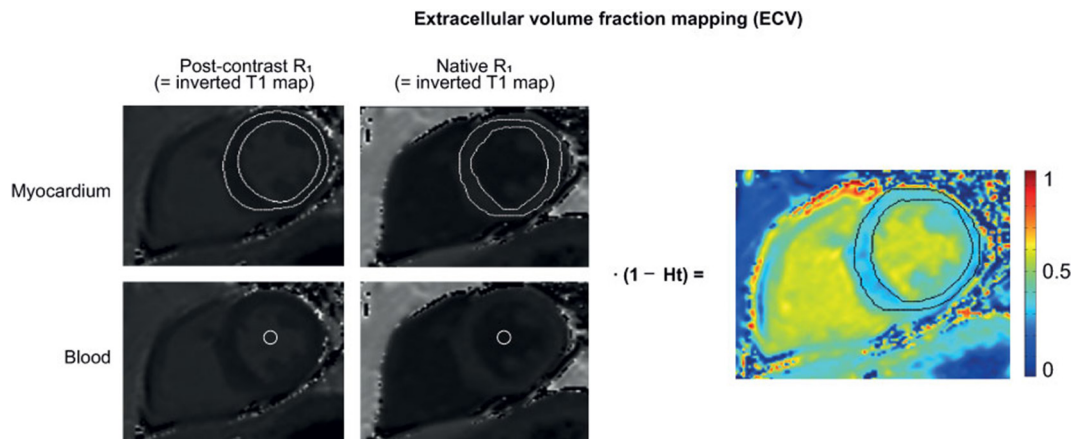 Extracellular volume fraction mapping (ECV)
Post-contrast R₁
(= inverted T1 map)
Native R₁
(= inverted T1 map)
Myocardium
Blood
· (1 − Ht) =
1
0.5
0